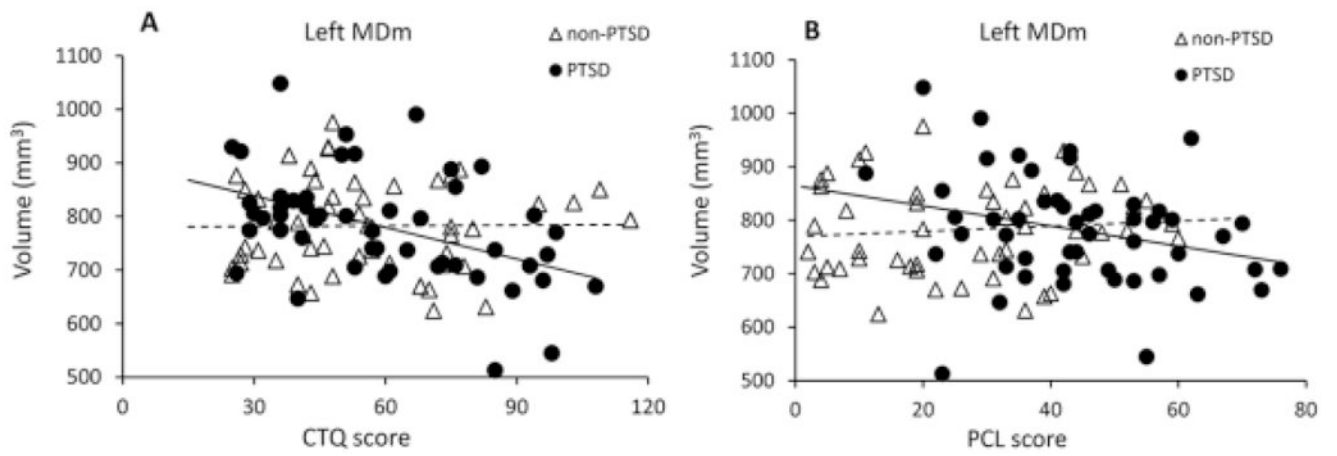 A
Left MDm
non-PTSD
PTSD
Volume (mm³)
1100
1000
900
800
700
600
500
0
30
60
90
120
CTQ score
B
Left MDm
non-PTSD
PTSD
Volume (mm³)
1100
1000
900
800
700
600
500
0
20
40
60
80
PCL score